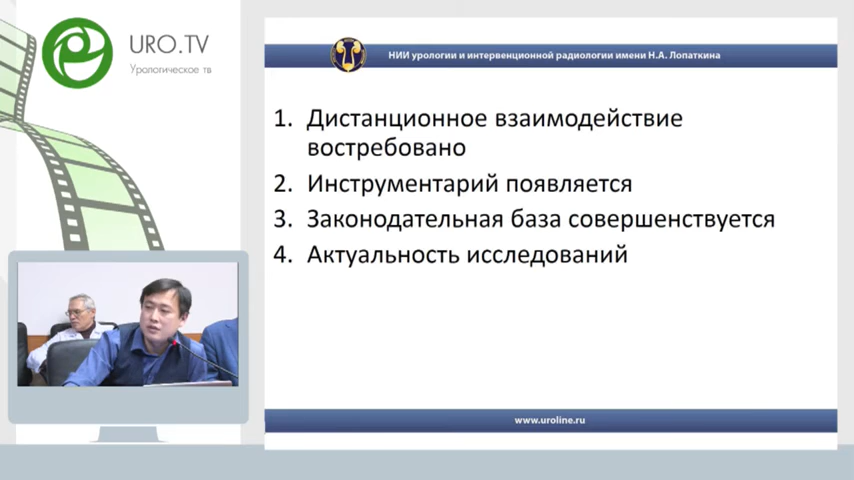 URO.TV
Урологическое тв
НИИ урологии и интервенционной радиологии имени Н.А. Лопаткина
1. Дистанционное взаимодействие
востребовано
2. Инструментарий появляется
3. Законодательная база совершенствуется
4. Актуальность исследований
www.uroline.ru